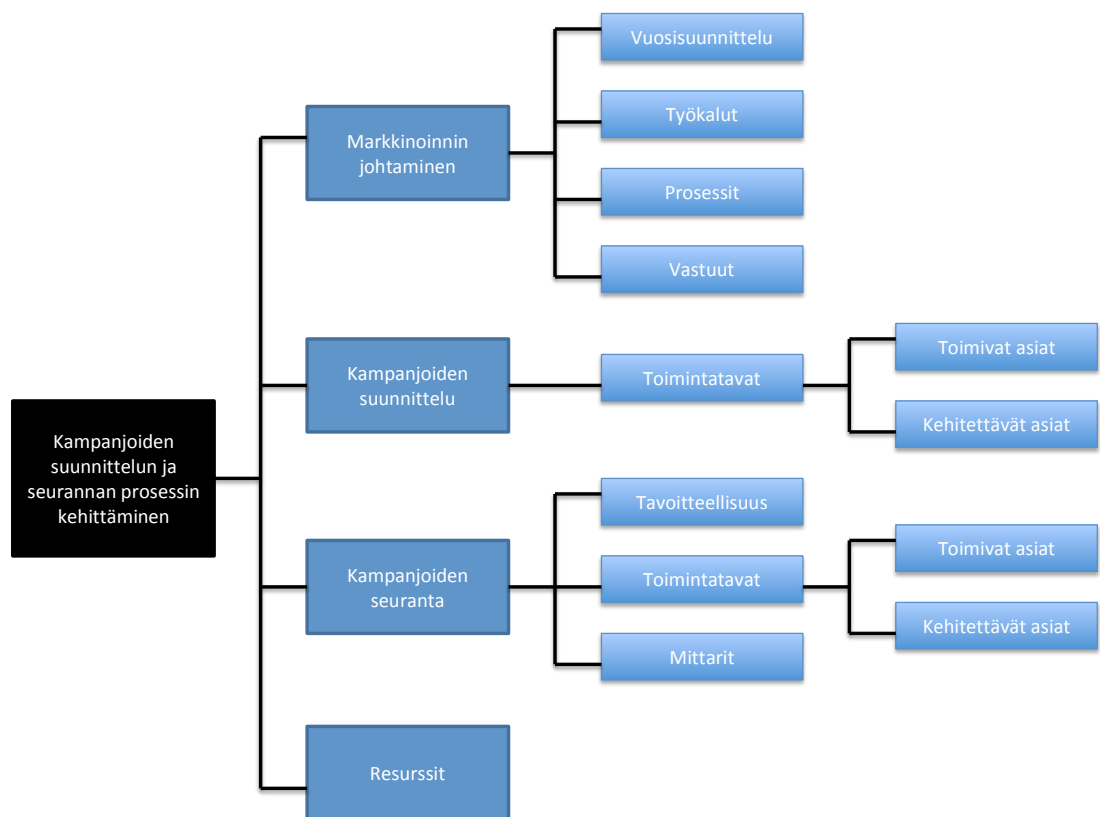 Vuosisuunnittelu
Työkalut
Markkinoinnin
johtaminen
Prosessit
Vastuut
Toimivat asiat
Kampanjoiden
suunnittelu
Toimintatavat
Kehitettävät asiat
Kampanjoiden
suunnittelun ja
seurannan prosessin
kehittäminen
Tavoitteellisuus
Toimivat asiat
Kampanjoiden
seuranta
Toimintatavat
Kehitettävät asiat
Mittarit
Resurssit